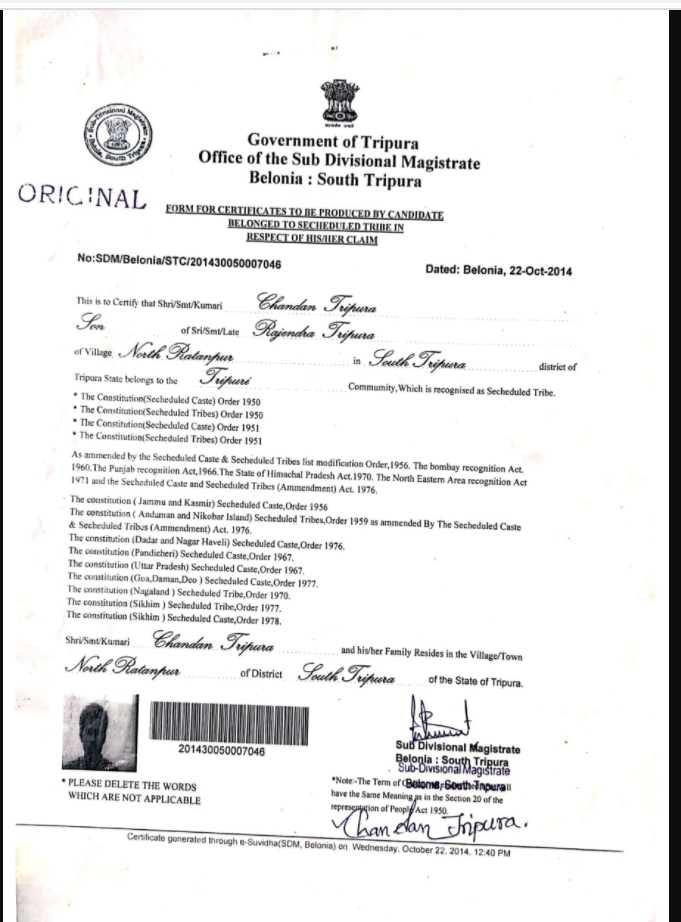 Government of Tripura
Office of the Sub Divisional Magistrate
Belonia : South Tripura
ORIGINAL
FORM FOR CERTIFICATES TO BE PRODUCED BY CANDIDATE
BELONGED TO SECHEDULED TRIBE IN
RESPECT OF HIS/HER CLAIM
No:SDM/Belonia/STC/201430050007046
Dated: Belonia, 22-Oct-2014
This is to Certify that Shri/Smt/Kumari Chandan Tripura
Son of Sri/Smt/Late Rajendra Tripura
of Village North Ratanpur in South Tripura district of
Tripura State belongs to the Tripuri Commumity,Which is recognised as Secheduled Tribe.
* The Constitution(Secheduled Caste) Order 1950
* The Constitution(Secheduled Tribes) Order 1950
* The Constitution(Secheduled Caste) Order 1951
* The Constitution(Secheduled Tribes) Order 1951
As ammended by the Secheduled Caste & Secheduled Tribes list modification Order,1956. The bombay recognition Act.
1960.The Punjab recognition Act,1966.The State of Himachal Pradesh Act.1970. The North Eastern Area recognition Act
1971 and the Secheduled Caste and Secheduled Tribes (Ammendment) Act. 1976.
The constitution ( Jammu and Kasmir) Secheduled Caste,Order 1956
The constitution ( Andaman and Nikobar Island) Secheduled Tribes,Order 1959 as ammended By The Secheduled Caste
& Secheduled Tribes (Ammendment) Act. 1976.
The constitution (Dadar and Nagar Haveli) Secheduled Caste,Order 1976.
The constitution (Pandicheri) Secheduled Caste,Order 1967.
The constitution (Uttar Pradesh) Secheduled Caste,Order 1967.
The constitution (Goa,Daman,Deo ) Secheduled Caste,Order 1977.
The constitution (Nagaland ) Secheduled Tribe,Order 1970.
The constitution (Sikhim ) Secheduled Tribe,Order 1977.
The constitution (Sikhim ) Secheduled Caste,Order 1978.
Shri/Smt/Kumari Chandan Tripura and his/her Family Resides in the Village/Town
North Ratanpur of District South Tripura of the State of Tripura.
201430050007046
Sub Divisional Magistrate
Belonia : South Tripura
Sub-Divisional Magistrate
* PLEASE DELETE THE WORDS
WHICH ARE NOT APPLICABLE
*Note:-The Term of
have the Same Meaning as in the Section 20 of the
representation of People Act 1950.
Chandan Tripura.
Certificate generated through e-Suvidha(SDM, Belonia) on Wednesday, October 22, 2014, 12:40 PM